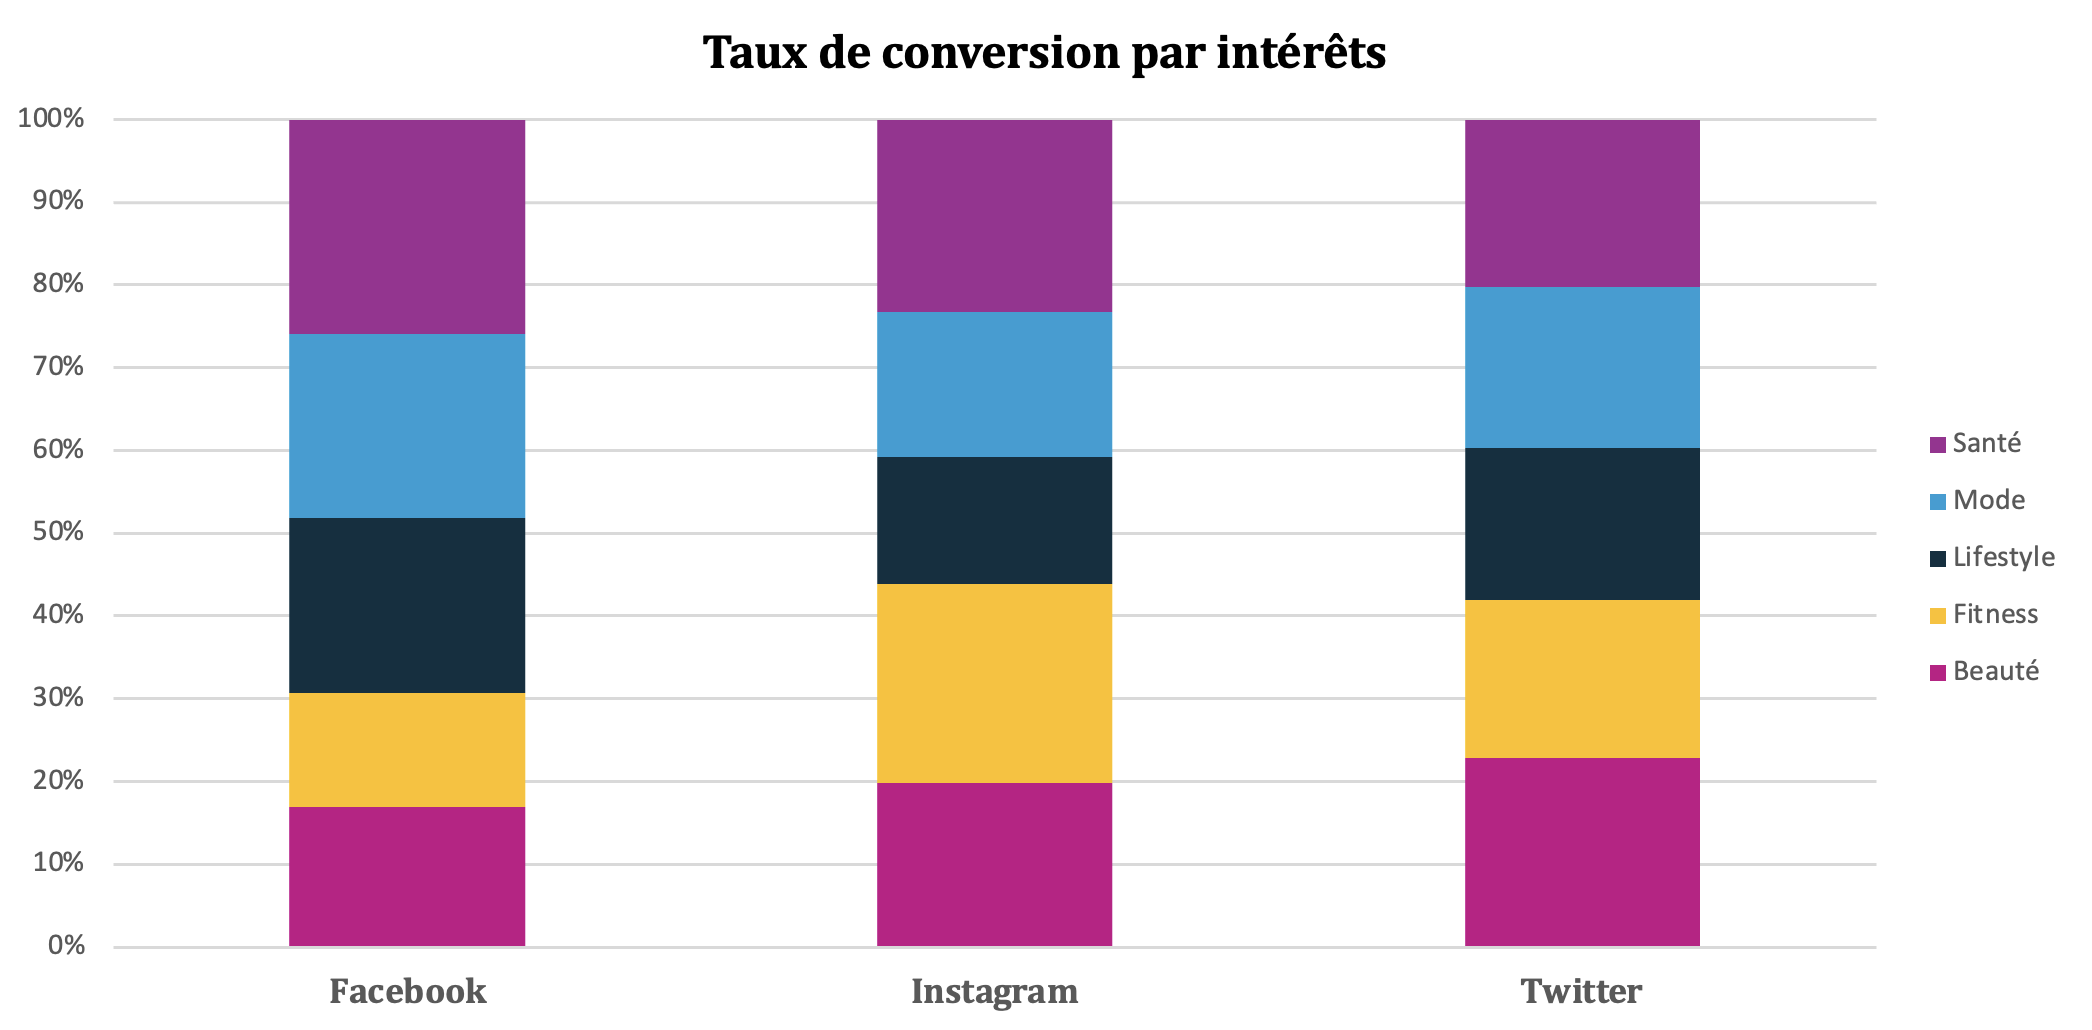 Taux de conversion par intérêts
100%
90%
80%
70%
60%
50%
40%
30%
20%
10%
0%
Facebook
Instagram
Twitter
Santé
Mode
Lifestyle
Fitness
Beauté